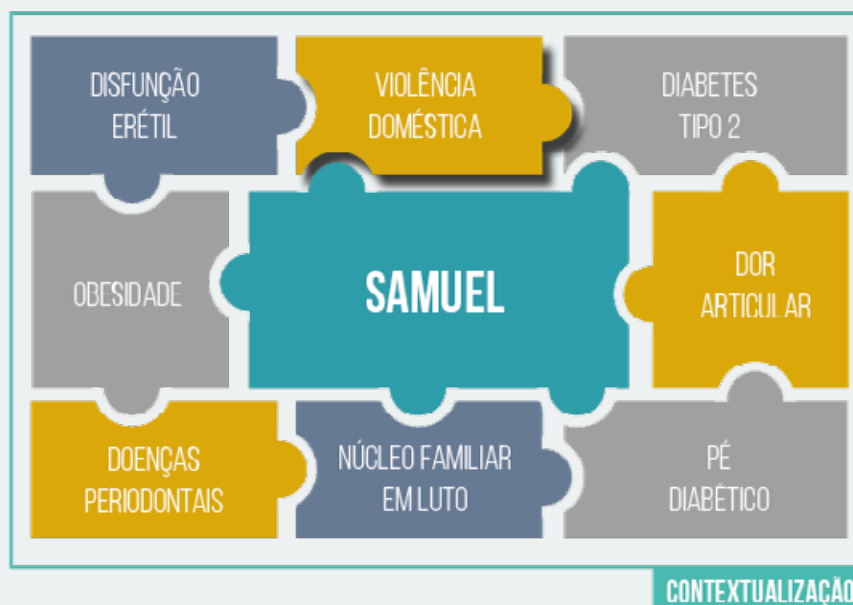 DISFUNÇÃO
ERÉTIL
VIOLÊNCIA
DOMÉSTICA
DIABETES
TIPO 2
OBESIDADE
SAMUEL
DOR
ARTICULAR
DOENÇAS
PERIODONTAIS
NÚCLEO FAMILIAR
EM LUTO
PÉ
DIABÉTICO
CONTEXTUALIZAÇÃO